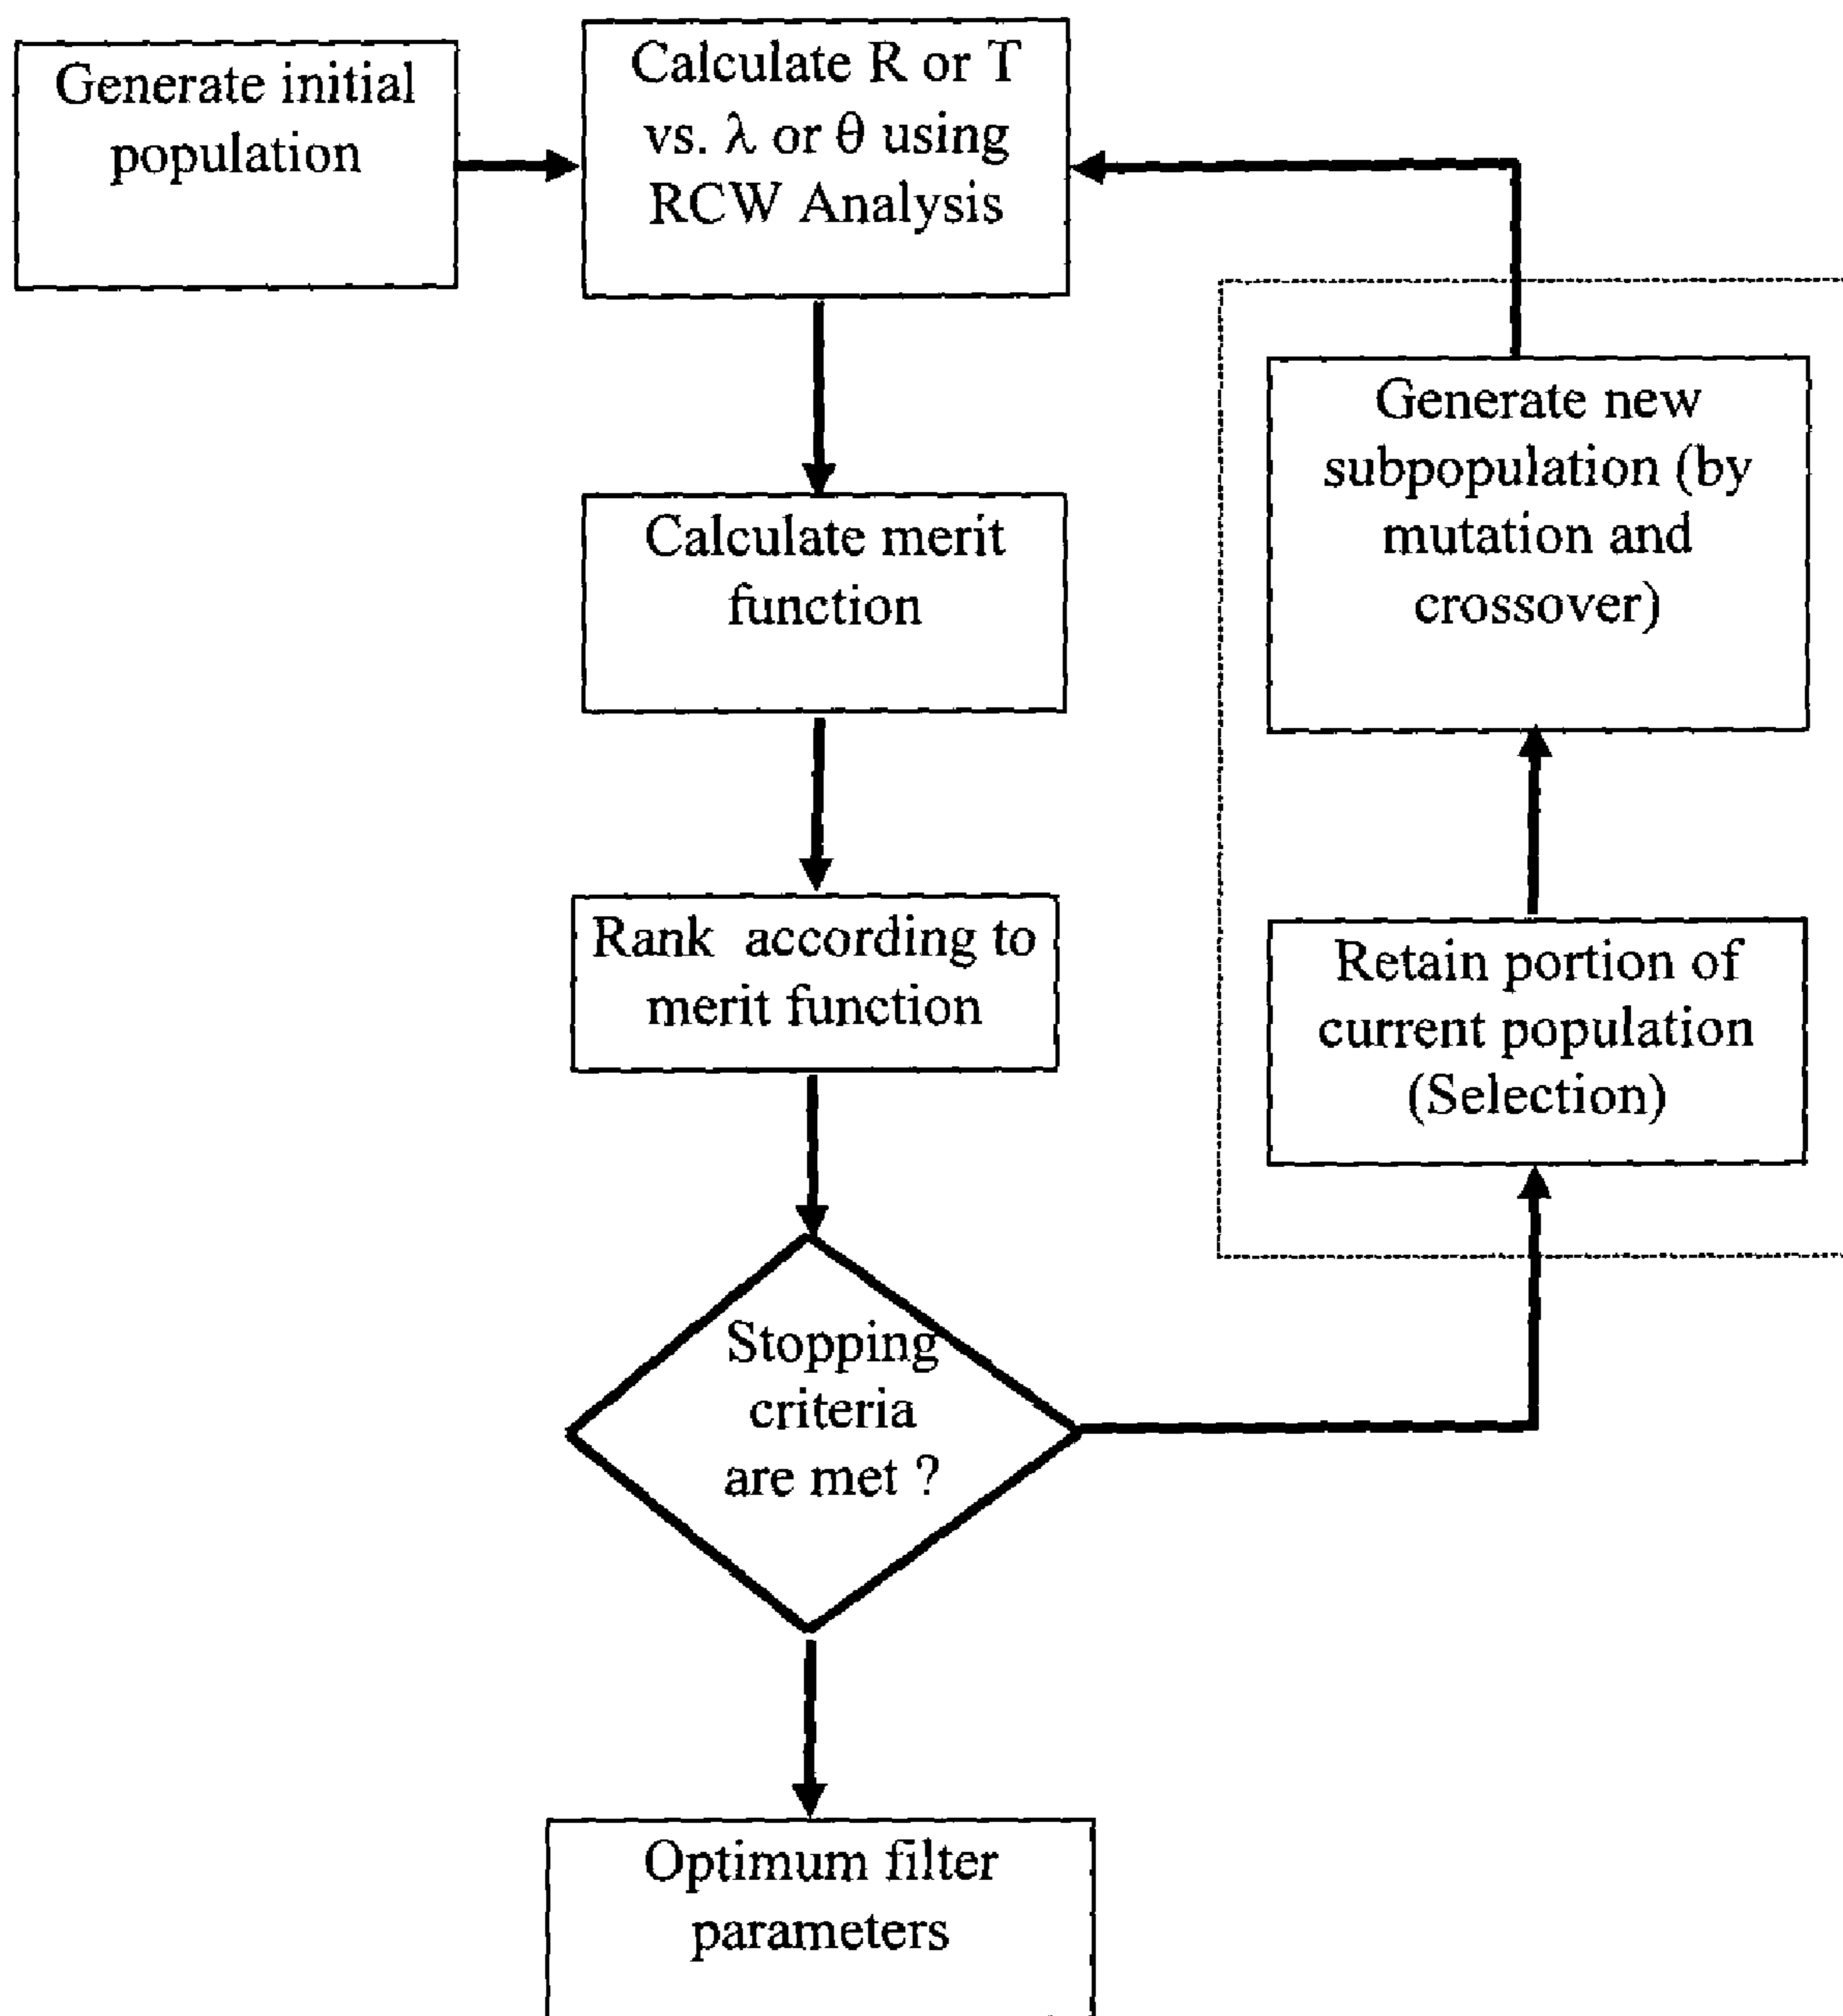 Generate initial
population
Calculate R or T
vs. λ or θ using
RCW Analysis
Calculate merit
function
Rank according to
merit function
Stopping
criteria
are met ?
Optimum filter
parameters
Generate new
subpopulation (by
mutation and
crossover)
Retain portion of
current population
(Selection)